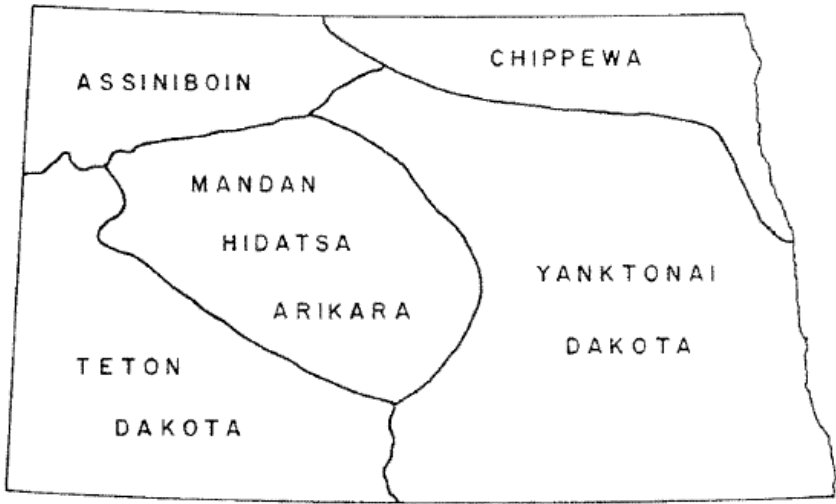 CHIPPEWA
ASSINIBOIN
MANDAN
HIDATSA
ARIKARA
YANKTONAI
DAKOTA
TETON
DAKOTA